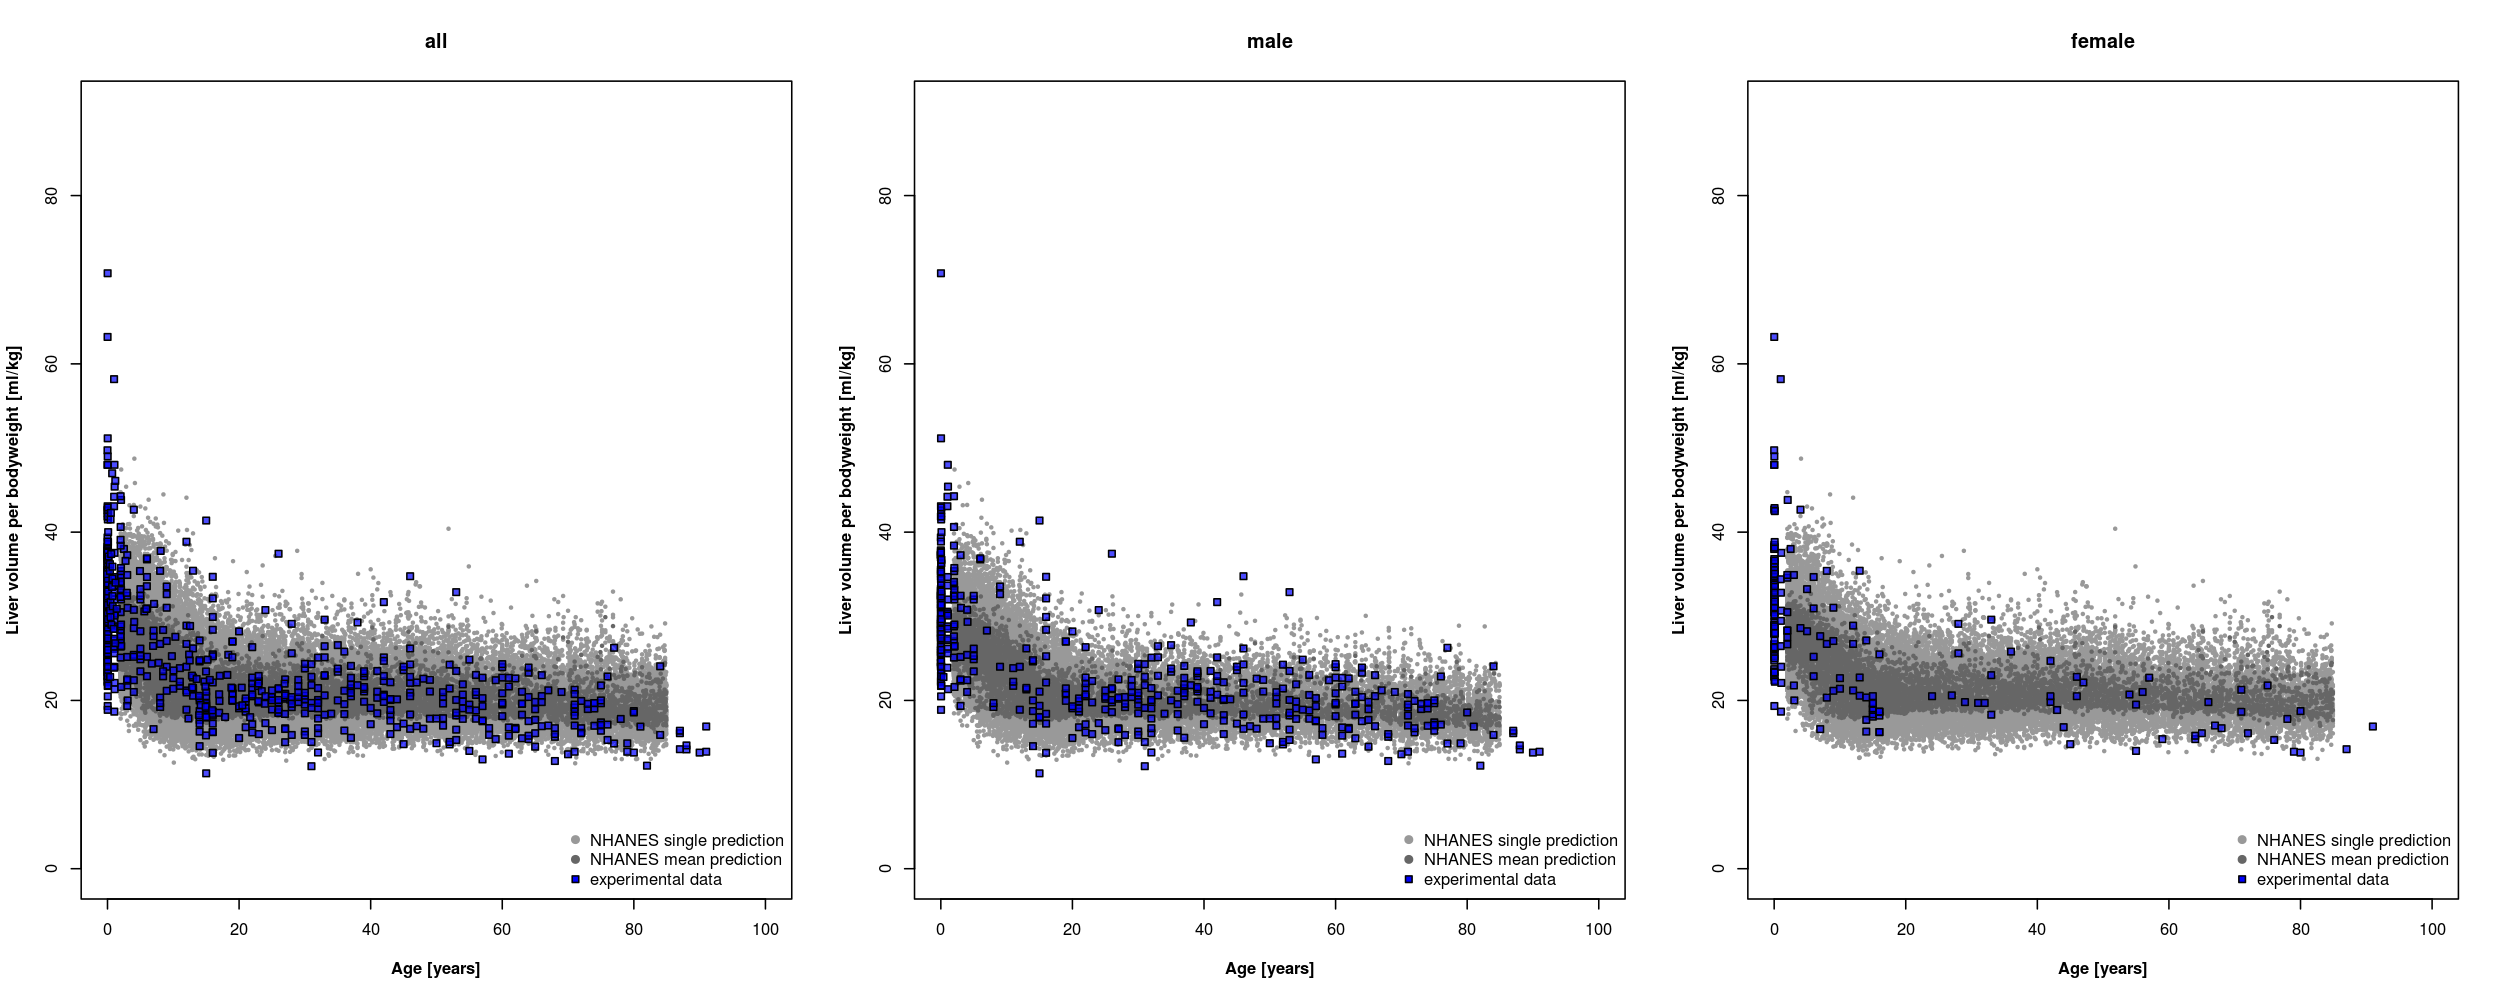 all
Liver volume per bodyweight [ml/kg]
80
60
40
20
0
NHANES single prediction
NHANES mean prediction
experimental data
0 20 40 60 80 100
Age [years]
male
Liver volume per bodyweight [ml/kg]
80
60
40
20
0
NHANES single prediction
NHANES mean prediction
experimental data
0 20 40 60 80 100
Age [years]
female
Liver volume per bodyweight [ml/kg]
80
60
40
20
0
NHANES single prediction
NHANES mean prediction
experimental data
0 20 40 60 80 100
Age [years]